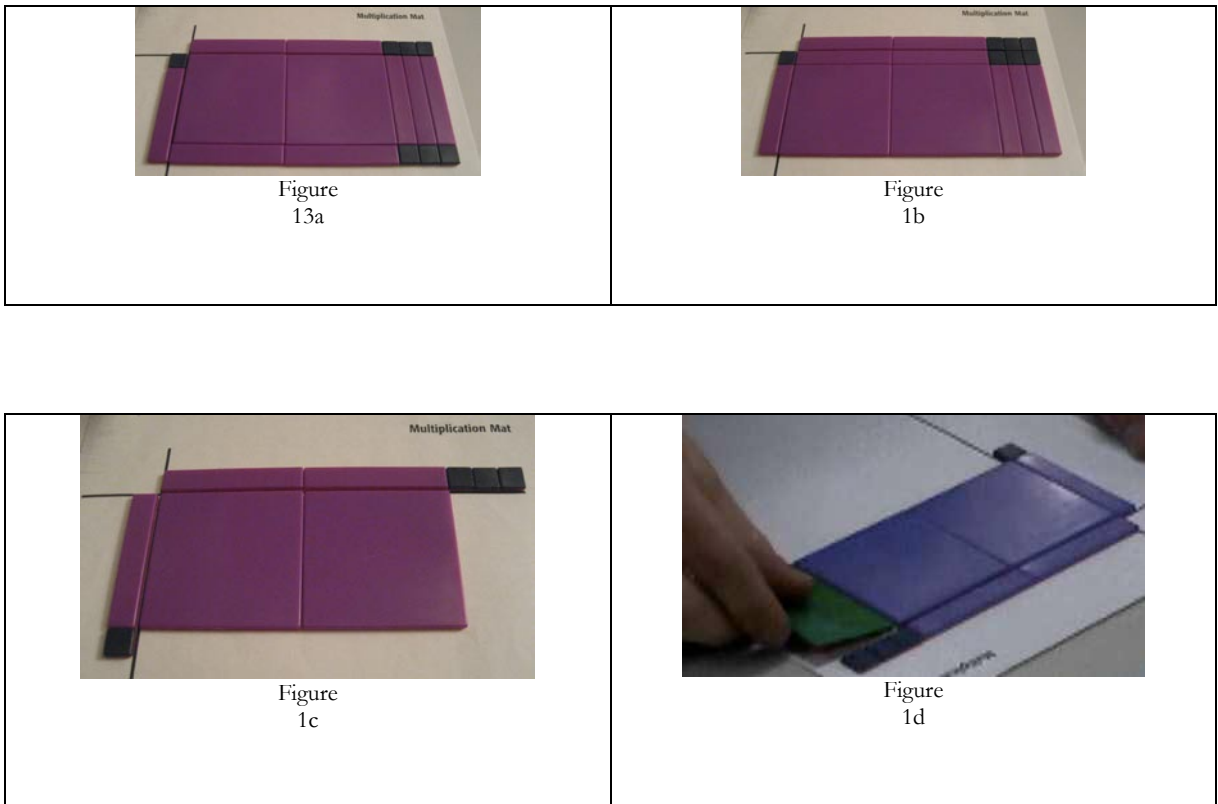 Multiplication Mat
Multiplication Mat
Figure
13a
Figure
1b
Multiplication Mat
Figure
1c
Figure
1d